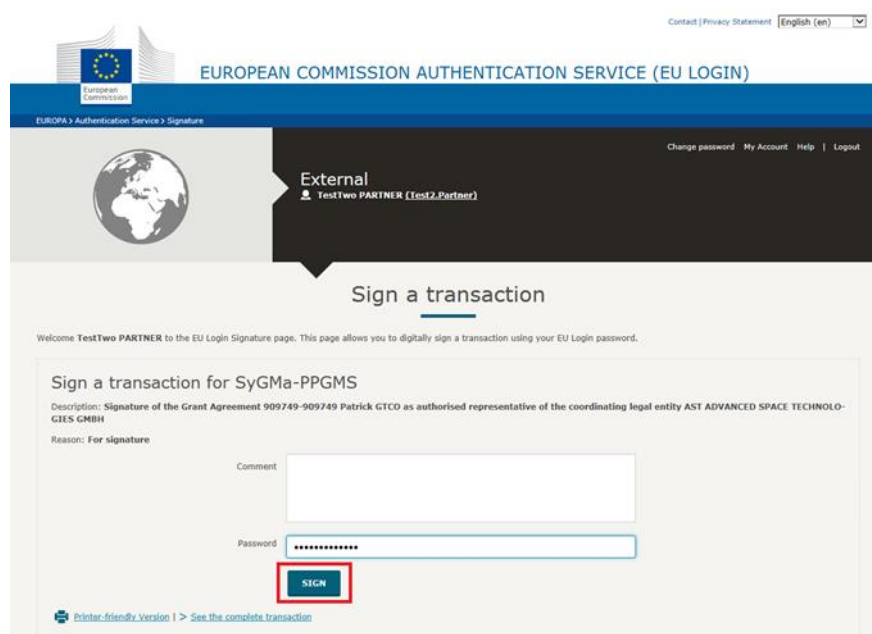 Contact | Privacy Statement English (en)
European
Commission
EUROPEAN COMMISSION AUTHENTICATION SERVICE (EU LOGIN)
EUROPA > Authentication Service > Signature
Change password My Account Help | Logout
External
TestTwo PARTNER (Test2.Partner)
Sign a transaction
Welcome TestTwo PARTNER to the EU Login Signature page. This page allows you to digitally sign a transaction using your EU Login password.
Sign a transaction for SyGMa-PPGMS
Description: Signature of the Grant Agreement 909749-909749 Patrick GTCO as authorised representative of the coordinating legal entity AST ADVANCED SPACE TECHNOLO-
GIES GMBH
Reason: For signature
Comment
Password •••••••••••••
SIGN
Printer-friendly Version | > See the complete transaction